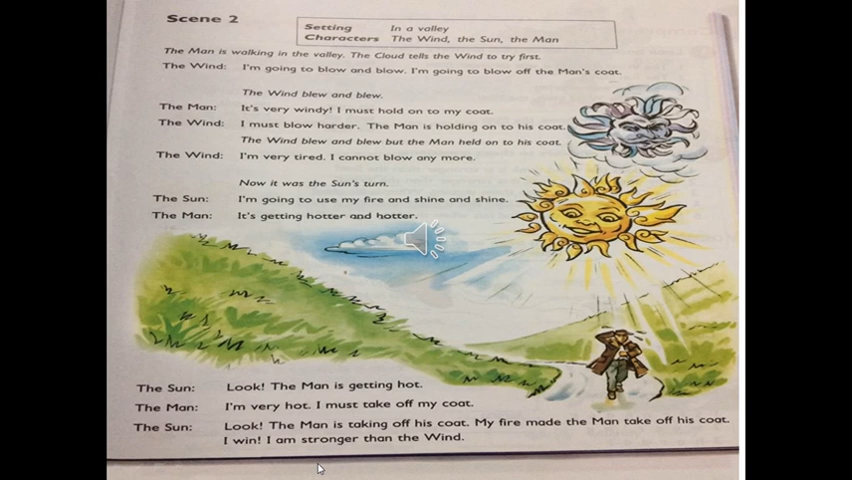 Scene 2
Setting In a valley
Characters The Wind, the Sun, the Man
The Man is walking in the valley. The Cloud tells the Wind to try first.
The Wind: I'm going to blow and blow. I'm going to blow off the Man's coat.
The Wind blew and blew.
The Man: It's very windy! I must hold on to my coat.
The Wind: I must blow harder. The Man is holding on to his coat.
The Wind blew and blew but the Man held on to his coat.
The Wind: I'm very tired. I cannot blow any more.
Now it was the Sun's turn.
The Sun: I'm going to use my fire and shine and shine.
The Man: It's getting hotter and hotter.
The Sun: Look! The Man is getting hot.
The Man: I'm very hot. I must take off my coat.
The Sun: Look! The Man is taking off his coat. My fire made the Man take off his coat.
I win! I am stronger than the Wind.